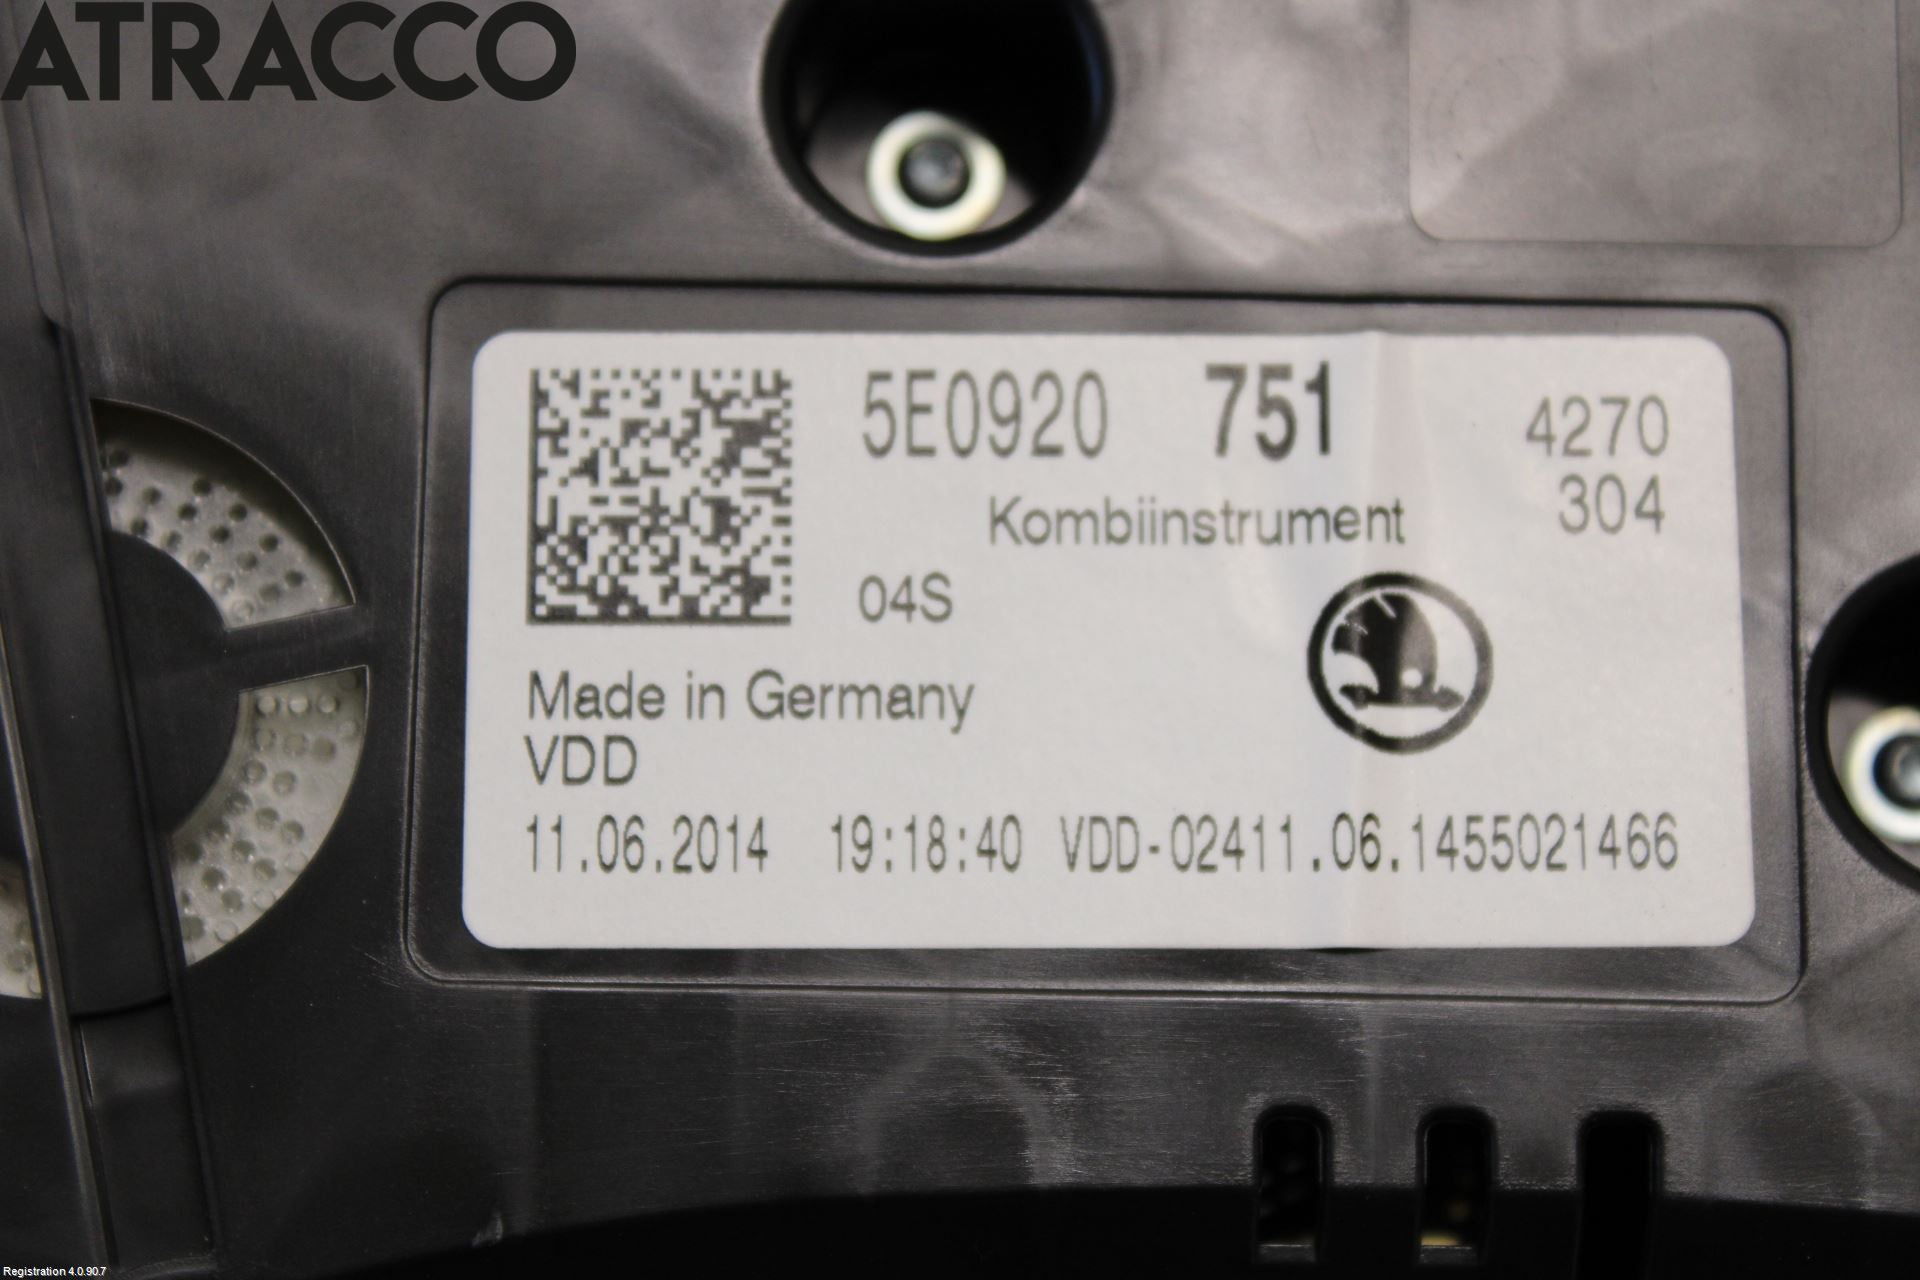 ATRACCO
5E0920 751 4270
304
Kombiinstrument
04S
Made in Germany
VDD
11.06.2014 19:18:40 VDD-02411.06.1455021466
Registration 4.0.90.7